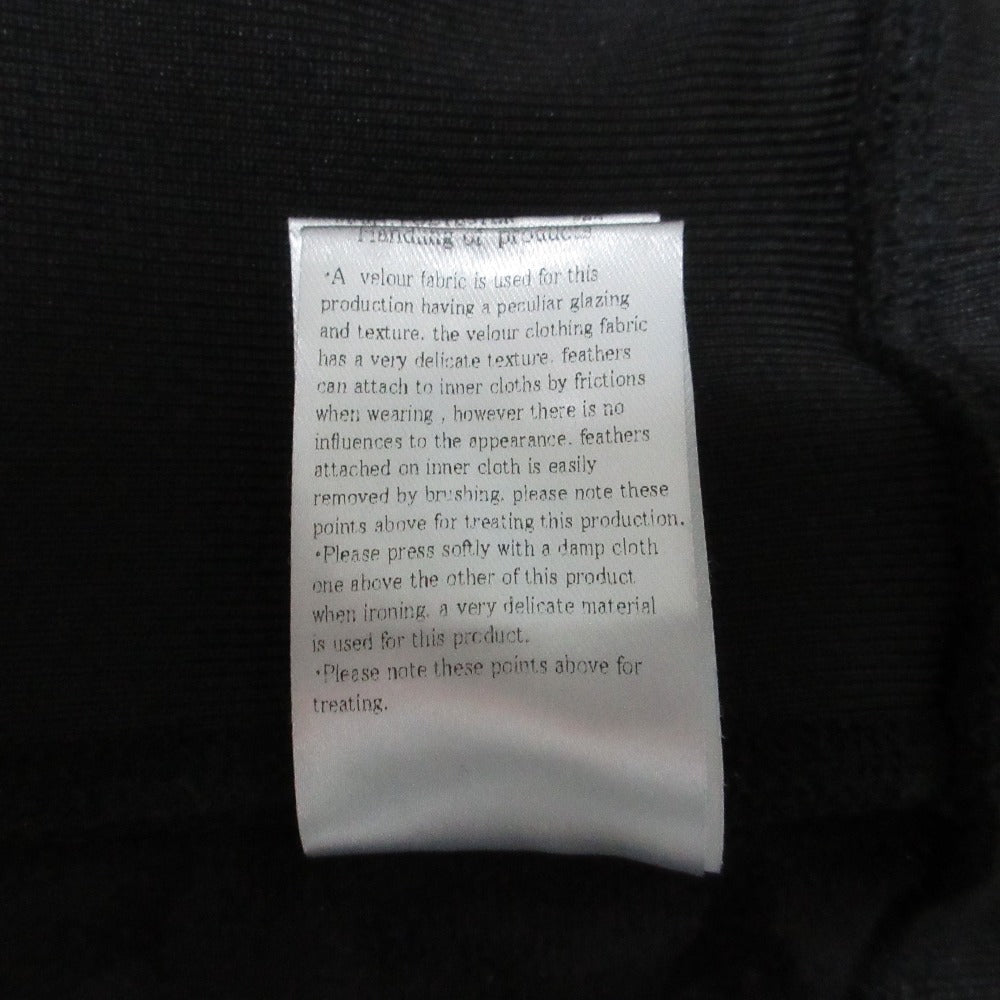 Handling of products
・A velour fabric is used for this
production having a peculiar glazing
and texture. the velour clothing fabric
has a very delicate texture. feathers
can attach to inner cloths by frictions
when wearing , however there is no
influences to the appearance. feathers
attached on inner cloth is easily
removed by brushing. please note these
points above for treating this production.
・Please press softly with a damp cloth
one above the other of this product
when ironing. a very delicate material
is used for this product.
・Please note these points above for
treating.